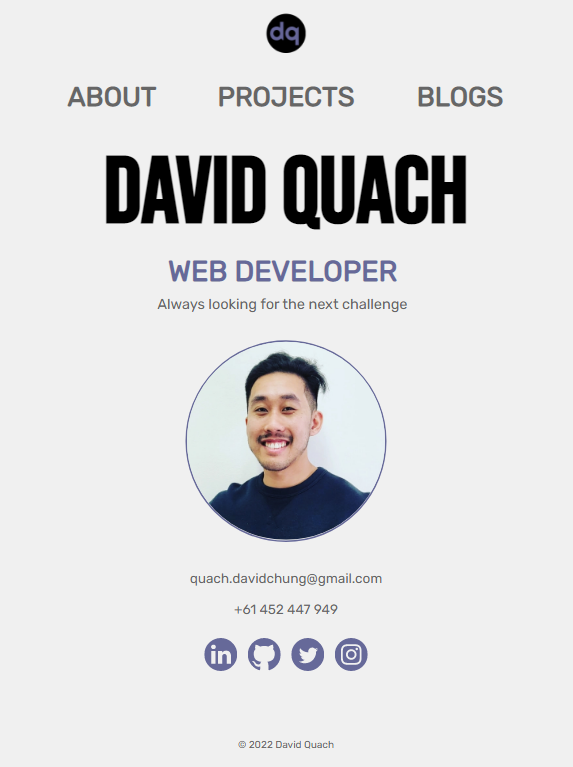 dq
ABOUT PROJECTS BLOGS
DAVID QUACH
WEB DEVELOPER
Always looking for the next challenge
quach.davidchung@gmail.com
+61 452 447 949
in
© 2022 David Quach